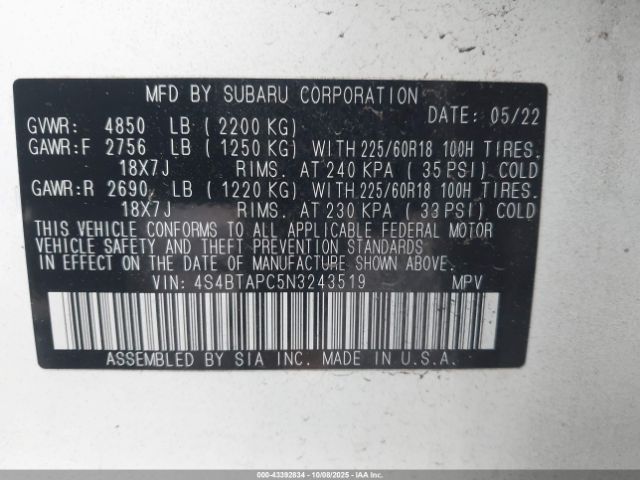 MFD BY SUBARU CORPORATION
DATE: 05/22
GVWR: 4850 LB ( 2200 KG)
GAWR:F 2756 LB ( 1250 KG) WITH 225/60R18 100H TIRES.
18X7J RIMS. AT 240 KPA ( 35 PSI) COLD
GAWR:R 2690 LB ( 1220 KG) WITH 225/60R18 100H TIRES.
18X7J RIMS. AT 230 KPA ( 33 PSI) COLD
THIS VEHICLE CONFORMS TO ALL APPLICABLE FEDERAL MOTOR
VEHICLE SAFETY AND THEFT PREVENTION STANDARDS
IN EFFECT ON THE DATE OF MANUFACTURE SHOWN ABOVE.
VIN: 4S4BTAPC5N3243519 MPV
ASSEMBLED BY SIA INC. MADE IN U.S.A.
000-43392834 | 10/08/2025 | IAAI.COM